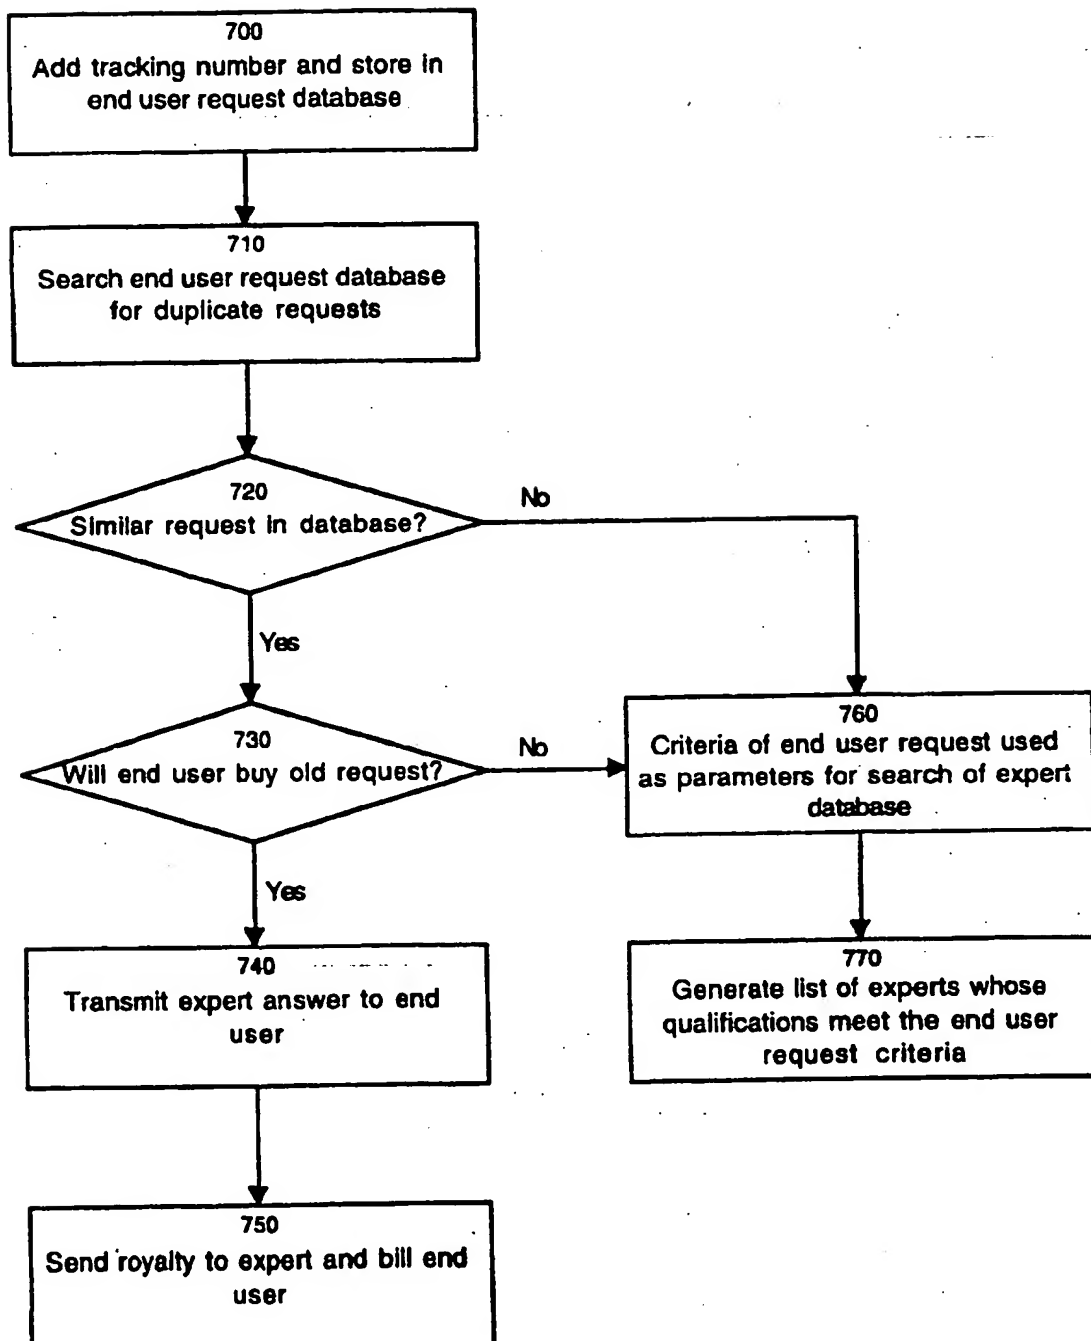 700
Add tracking number and store in
end user request database
710
Search end user request database
for duplicate requests
720
Similar request in database?
No
Yes
730
Will end user buy old request?
No
760
Criteria of end user request used
as parameters for search of expert
database
Yes
740
Transmit expert answer to end
user
770
Generate list of experts whose
qualifications meet the end user
request criteria
750
Send royalty to expert and bill end
user